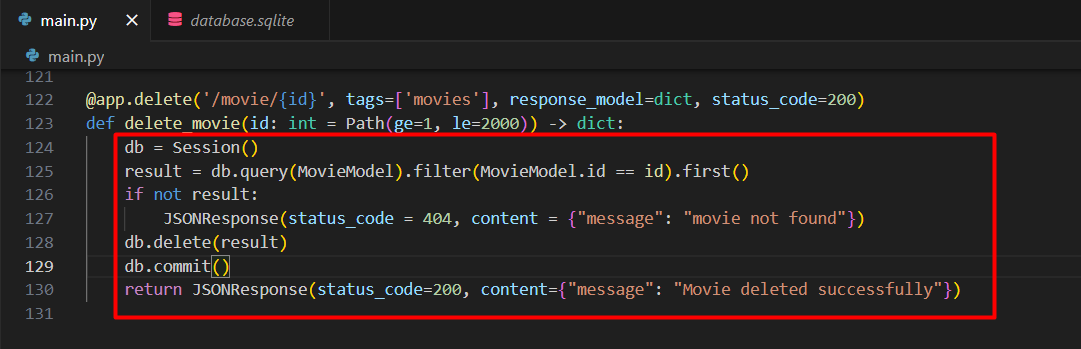 main.py
database.sqlite
main.py
121
122 @app.delete('/movie/{id}', tags=['movies'], response_model=dict, status_code=200)
123 def delete_movie(id: int = Path(ge=1, le=2000)) -> dict:
124 db = Session()
125 result = db.query(MovieModel).filter(MovieModel.id == id).first()
126 if not result:
127 JSONResponse(status_code = 404, content = {"message": "movie not found"})
128 db.delete(result)
129 db.commit()
130 return JSONResponse(status_code=200, content={"message": "Movie deleted successfully"})
131